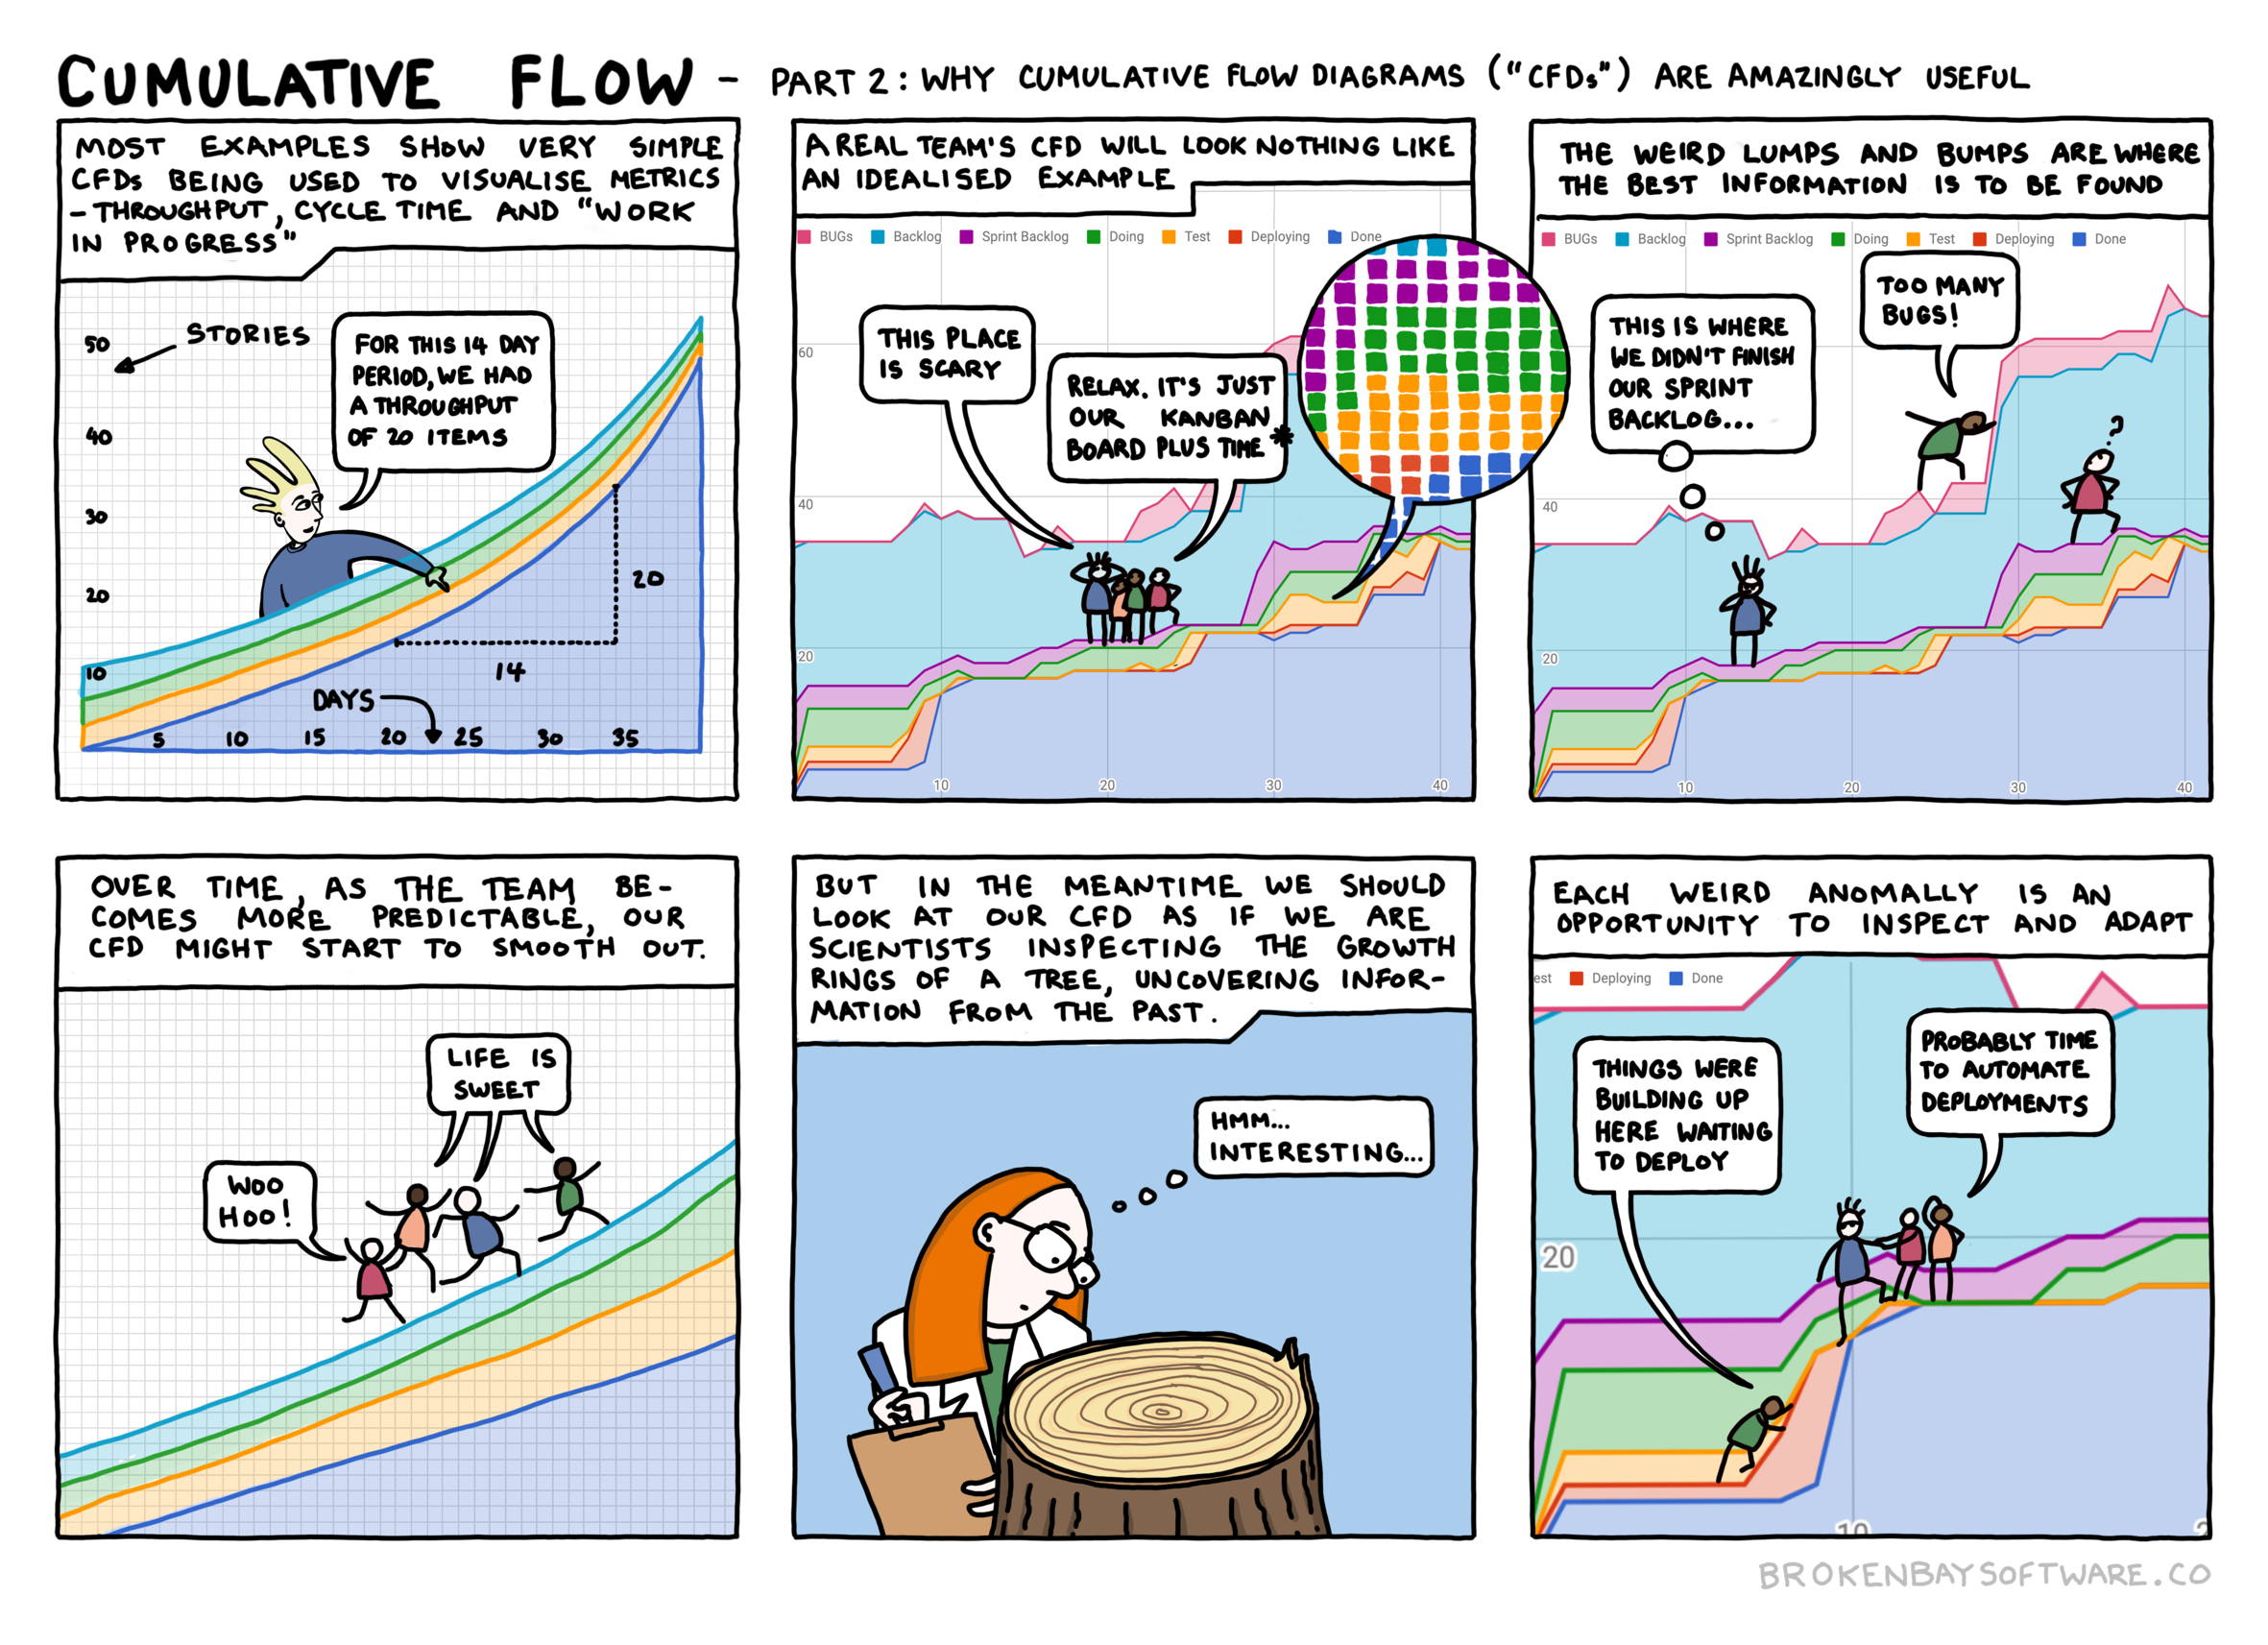 CUMULATIVE FLOW - PART 2: WHY CUMULATIVE FLOW DIAGRAMS ("CFDs") ARE AMAZINGLY USEFUL
MOST EXAMPLES SHOW VERY SIMPLE
CFDs BEING USED TO VISUALISE METRICS
- THROUGHPUT, CYCLE TIME AND "WORK
IN PROGRESS"
50
STORIES
FOR THIS 14 DAY
PERIOD, WE HAD
A THROUGHPUT
OF 20 ITEMS
40
30
20
20
14
10
DAYS
5 10 15 20 25 30 35
A REAL TEAM'S CFD WILL LOOK NOTHING LIKE
AN IDEALISED EXAMPLE
BUGs Backlog Sprint Backlog Doing Test Deploying Done
THIS PLACE
IS SCARY
RELAX. IT'S JUST
OUR KANBAN
BOARD PLUS TIME *
60
40
20
10 20 30 40
THE WEIRD LUMPS AND BUMPS ARE WHERE
THE BEST INFORMATION IS TO BE FOUND
BUGs Backlog Sprint Backlog Doing Test Deploying Done
THIS IS WHERE
WE DIDN'T FINISH
OUR SPRINT
BACKLOG...
TOO MANY
BUGS!
?
40
20
10 20 30 40
OVER TIME, AS THE TEAM BE-
COMES MORE PREDICTABLE, OUR
CFD MIGHT START TO SMOOTH OUT.
LIFE IS
SWEET
WOO
HOO!
BUT IN THE MEANTIME WE SHOULD
LOOK AT OUR CFD AS IF WE ARE
SCIENTISTS INSPECTING THE GROWTH
RINGS OF A TREE, UNCOVERING INFOR-
MATION FROM THE PAST.
HMM...
INTERESTING...
EACH WEIRD ANOMALLY IS AN
OPPORTUNITY TO INSPECT AND ADAPT
est Deploying Done
THINGS WERE
BUILDING UP
HERE WAITING
TO DEPLOY
PROBABLY TIME
TO AUTOMATE
DEPLOYMENTS
20
10 2
BROKENBAYSOFTWARE.CO